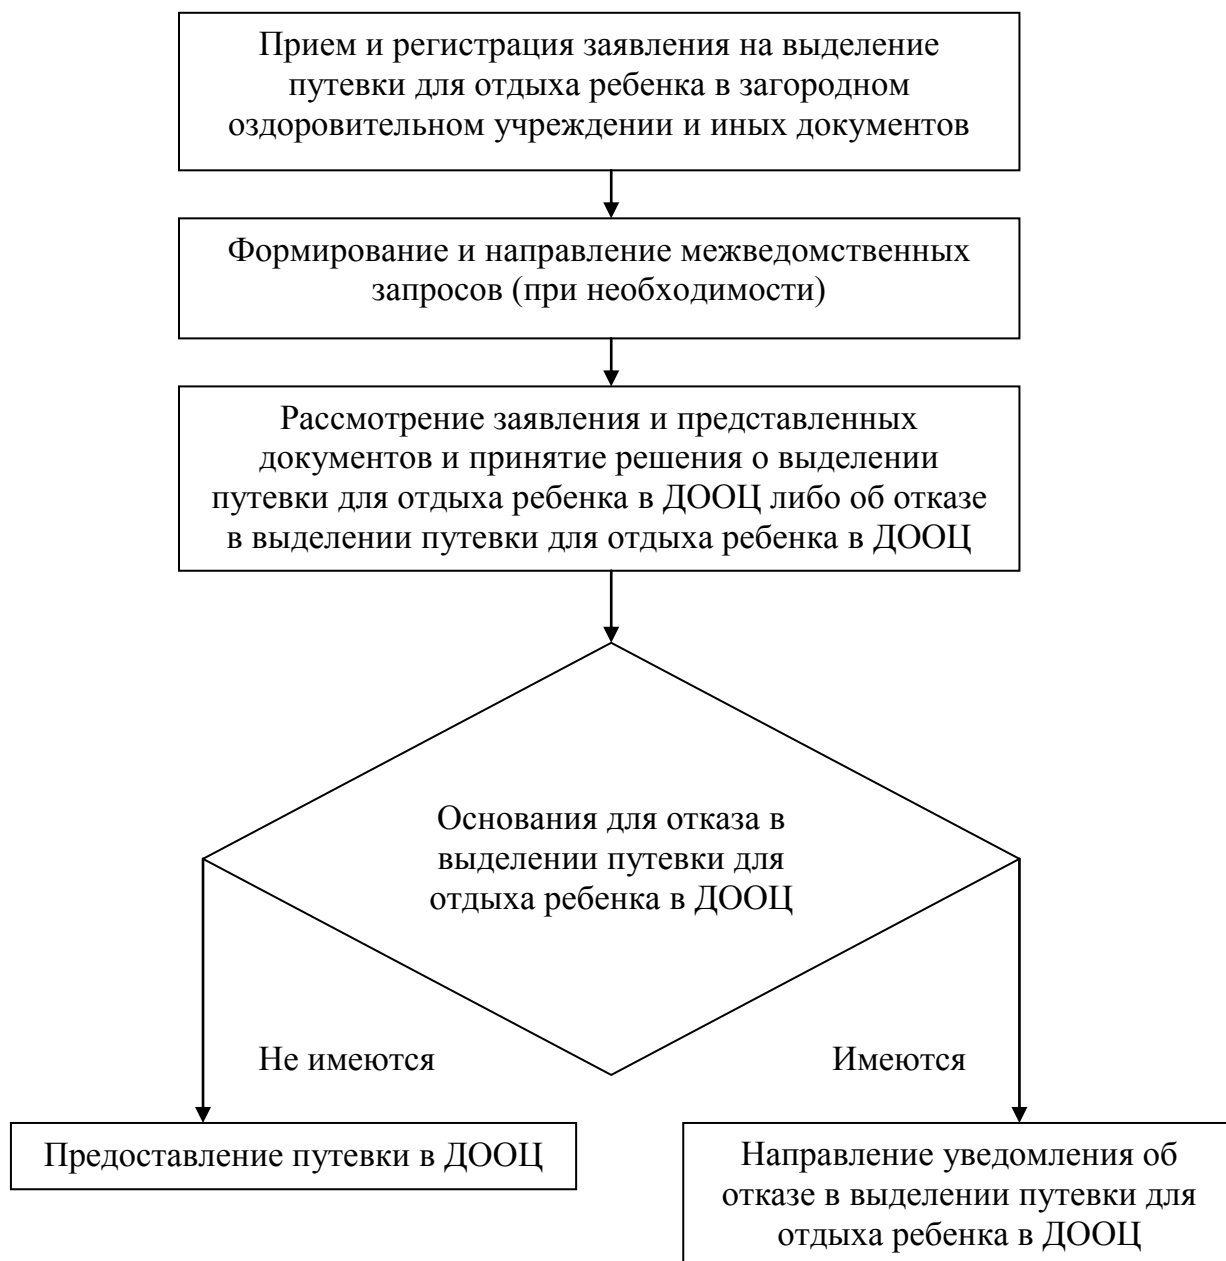 Прием и регистрация заявления на выделение
путевки для отдыха ребенка в загородном
оздоровительном учреждении и иных документов
Формирование и направление межведомственных
запросов (при необходимости)
Рассмотрение заявления и представленных
документов и принятие решения о выделении
путевки для отдыха ребенка в ДООЦ либо об отказе
в выделении путевки для отдыха ребенка в ДООЦ
Основания для отказа в
выделении путевки для
отдыха ребенка в ДООЦ
Не имеются
Имеются
Предоставление путевки в ДООЦ
Направление уведомления об
отказе в выделении путевки для
отдыха ребенка в ДООЦ